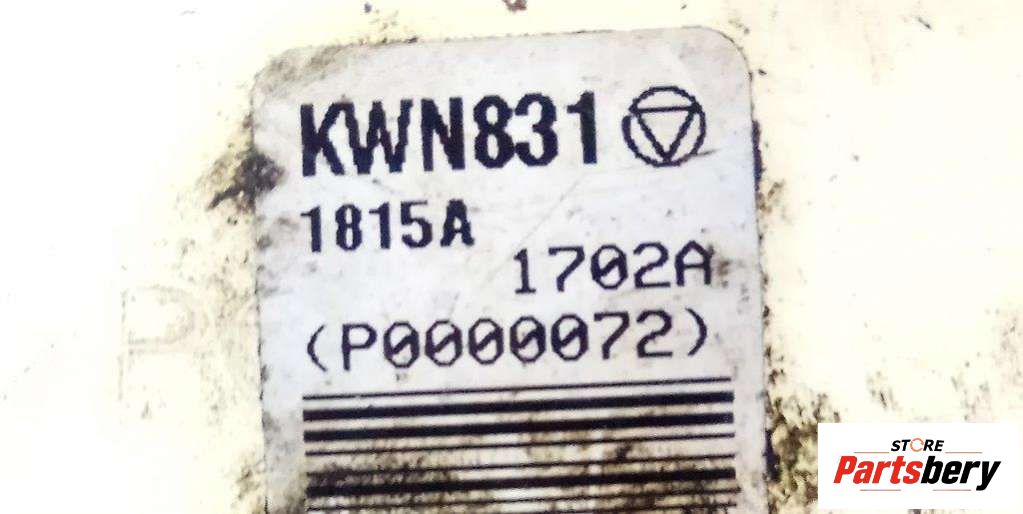 KWN831
1815A
1702A
(P0000072)
STORE
Partsbery